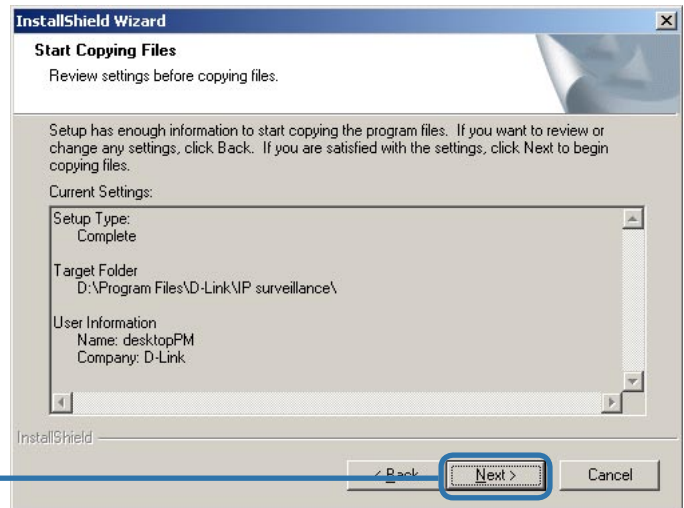 InstallShield Wizard
Start Copying Files
Review settings before copying files.
Setup has enough information to start copying the program files. If you want to review or
change any settings, click Back. If you are satisfied with the settings, click Next to begin
copying files.
Current Settings:
Setup Type:
Complete
Target Folder
D:\Program Files\D-Link\IP surveillance\
User Information
Name: desktopPM
Company: D-Link
InstallShield
< Back Next > Cancel